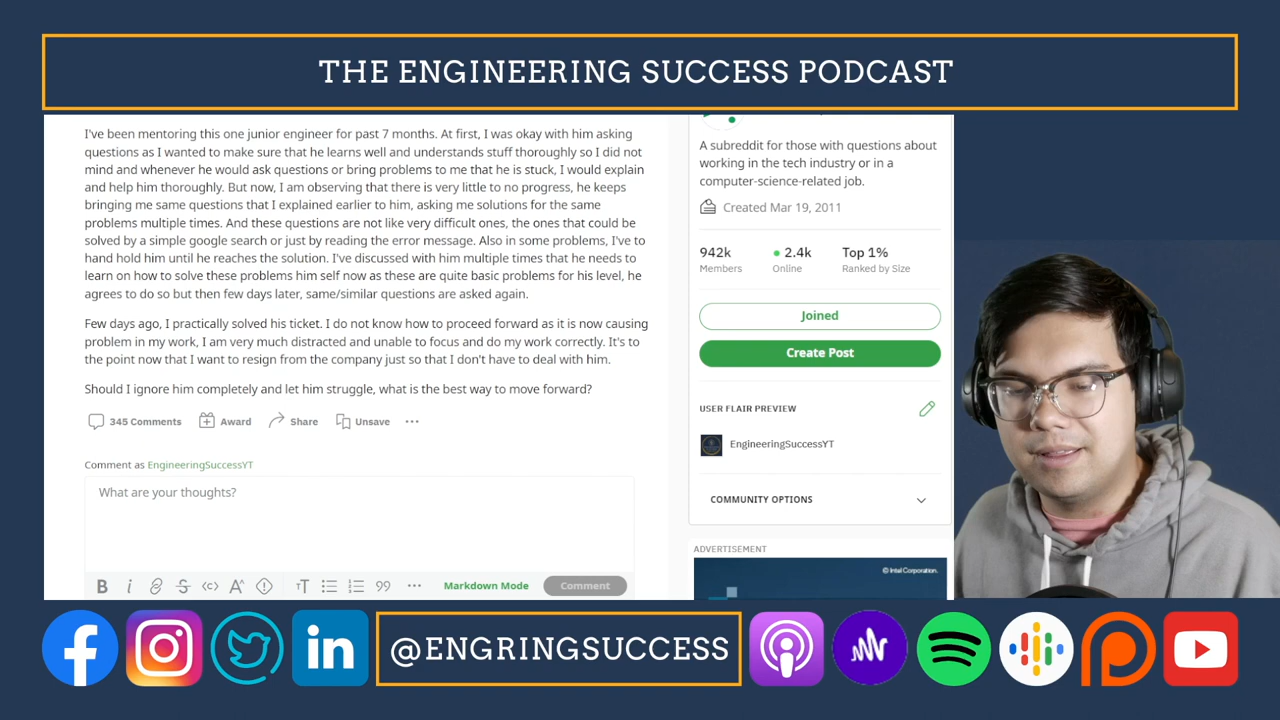 THE ENGINEERING SUCCESS PODCAST
I've been mentoring this one junior engineer for past 7 months. At first, I was okay with him asking
questions as I wanted to make sure that he learns well and understands stuff thoroughly so I did not
mind and whenever he would ask questions or bring problems to me that he is stuck, I would explain
and help him thoroughly. But now, I am observing that there is very little to no progress, he keeps
bringing me same questions that I explained earlier to him, asking me solutions for the same
problems multiple times. And these questions are not like very difficult ones, the ones that could be
solved by a simple google search or just by reading the error message. Also in some problems, I've to
hand hold him until he reaches the solution. I've discussed with him multiple times that he needs to
learn on how to solve these problems him self now as these are quite basic problems for his level, he
agrees to do so but then few days later, same/similar questions are asked again.
Few days ago, I practically solved his ticket. I do not know how to proceed forward as it is now causing
problem in my work, I am very much distracted and unable to focus and do my work correctly. It's to
the point now that I want to resign from the company just so that I don't have to deal with him.
Should I ignore him completely and let him struggle, what is the best way to move forward?
345 Comments Award Share Unsave
Comment as EngineeringSuccessYT
What are your thoughts?
Markdown Mode Comment
A subreddit for those with questions about
working in the tech industry or in a
computer-science-related job.
Created Mar 19, 2011
942k 2.4k Top 1%
Members Online Ranked by Size
Joined
Create Post
USER FLAIR PREVIEW
EngineeringSuccessYT
COMMUNITY OPTIONS
ADVERTISEMENT
© Intel Corporation.
@ENGRINGSUCCESS